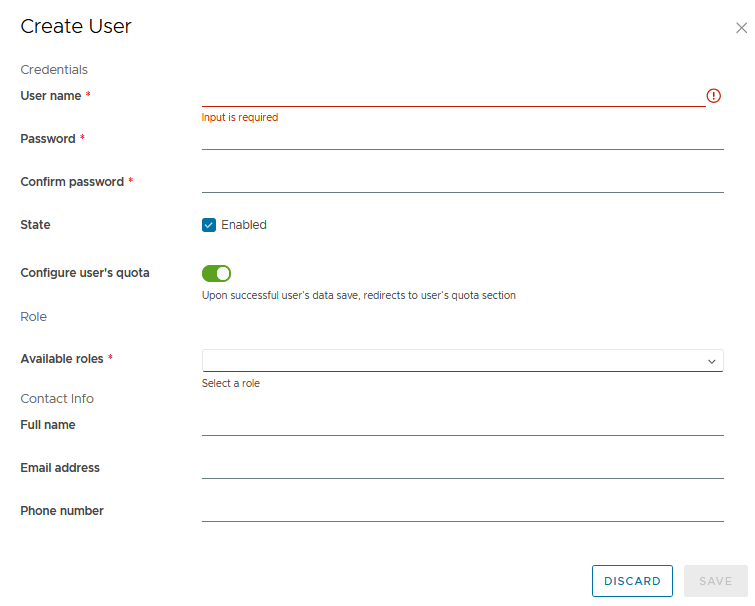 Create User
Credentials
User name *
Input is required
Password *
Confirm password *
State
Enabled
Configure user's quota
Upon successful user's data save, redirects to user's quota section
Role
Available roles *
Select a role
Contact Info
Full name
Email address
Phone number
DISCARD SAVE